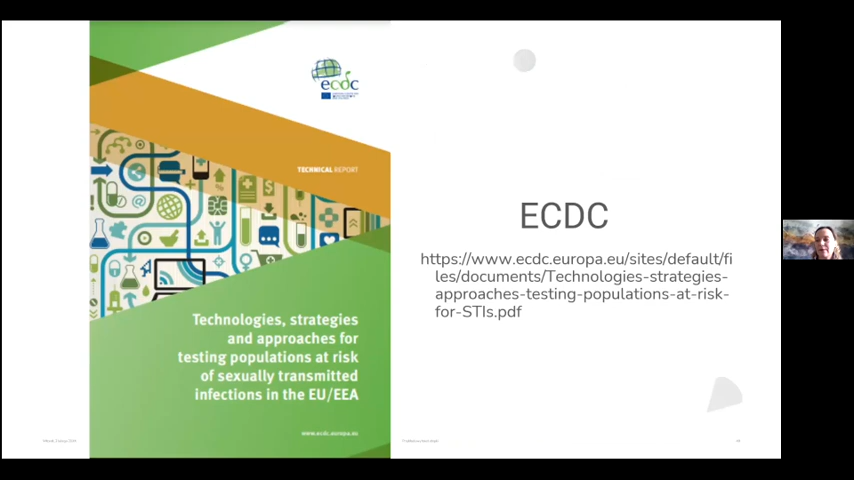 ecdc
TECHNICAL REPORT
Technologies, strategies
and approaches for
testing populations at risk
of sexually transmitted
infections in the EU/EEA
www.ecdc.europa.eu
ECDC
https://www.ecdc.europa.eu/sites/default/fi
les/documents/Technologies-strategies-
approaches-testing-populations-at-risk-
for-STIs.pdf